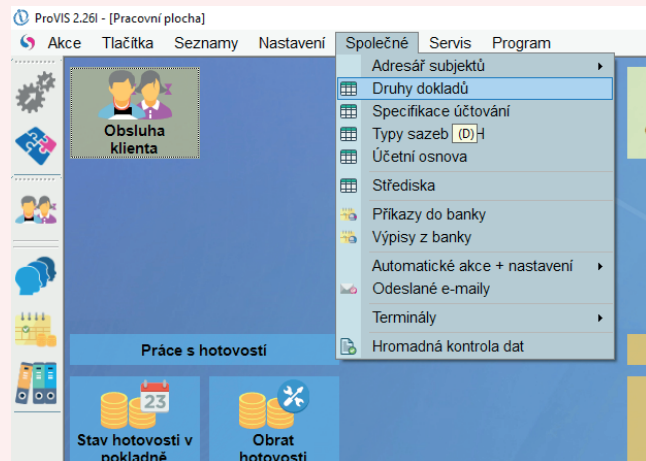 ProVIS 2.26I - [Pracovní plocha]
Akce Tlačítka Seznamy Nastavení Společné Servis Program
Adresář subjektů
Druhy dokladů
Specifikace účtování
Typy sazeb (D)
Účetní osnova
Střediska
Příkazy do banky
Výpisy z banky
Automatické akce + nastavení
Odeslané e-maily
Terminály
Hromadná kontrola dat
Obsluha
klienta
Práce s hotovostí
23
Stav hotovosti v
pokladně
Obrat
hotovosti